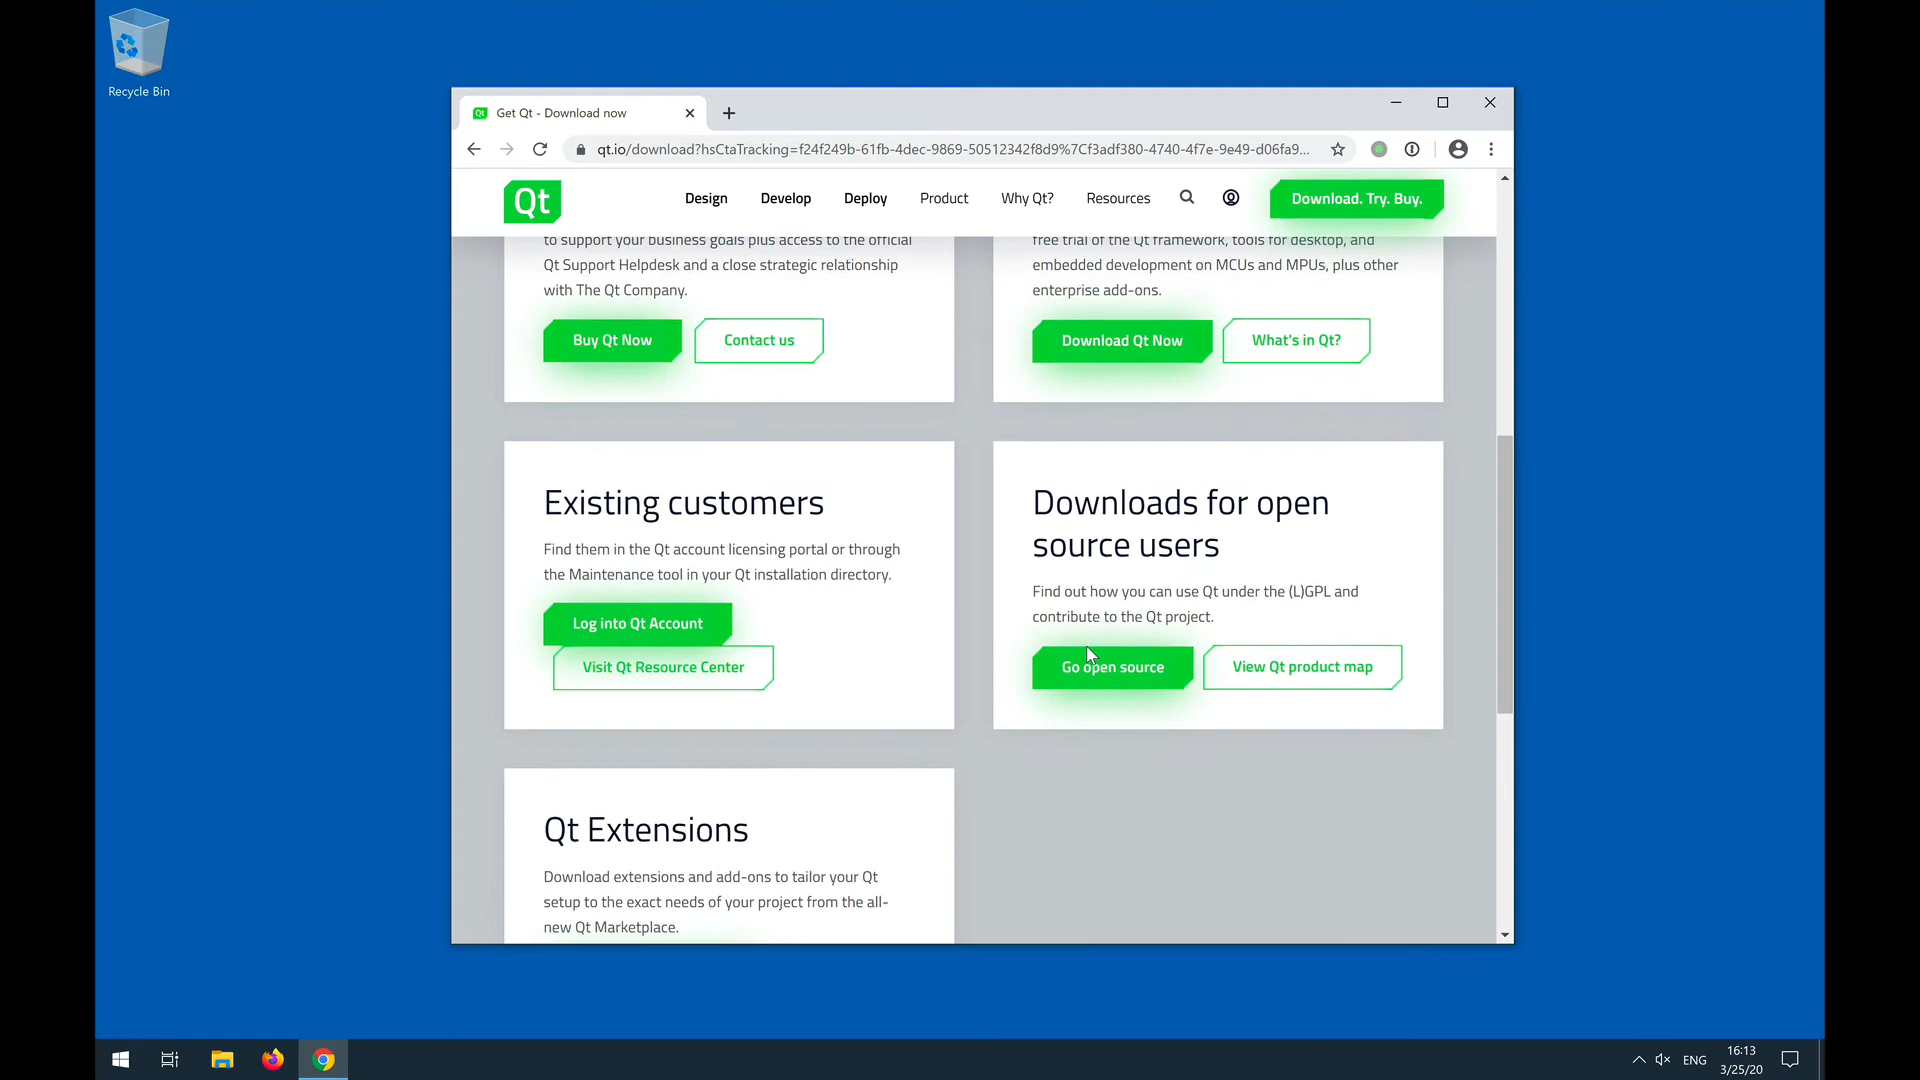 Recycle Bin
Get Qt - Download now
qt.io/download?hsCtaTracking=f24f249b-61fb-4dec-9869-50512342f8d9%7Cf3adf380-4740-4f7e-9e49-d06fa9...
Qt
Design
Develop
Deploy
Product
Why Qt?
Resources
Download. Try. Buy.
to support your business goals plus access to the official
Qt Support Helpdesk and a close strategic relationship
with The Qt Company.
Buy Qt Now
Contact us
free trial of the Qt framework, tools for desktop, and
embedded development on MCUs and MPUs, plus other
enterprise add-ons.
Download Qt Now
What's in Qt?
Existing customers
Find them in the Qt account licensing portal or through
the Maintenance tool in your Qt installation directory.
Log into Qt Account
Visit Qt Resource Center
Downloads for open
source users
Find out how you can use Qt under the (L)GPL and
contribute to the Qt project.
Go open source
View Qt product map
Qt Extensions
Download extensions and add-ons to tailor your Qt
setup to the exact needs of your project from the all-
new Qt Marketplace.
ENG
16:13
3/25/20